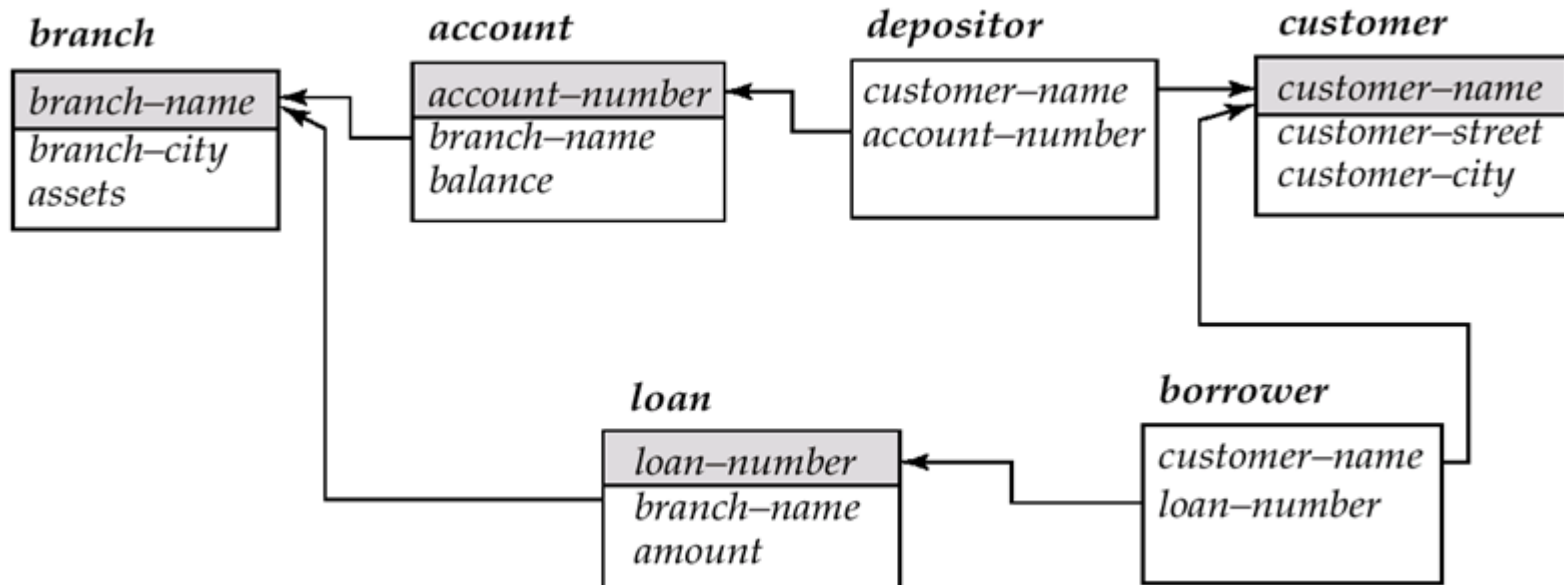 branch
branch–name
branch–city
assets
account
account–number
branch–name
balance
depositor
customer–name
account–number
customer
customer–name
customer–street
customer–city
loan
loan–number
branch–name
amount
borrower
customer–name
loan–number